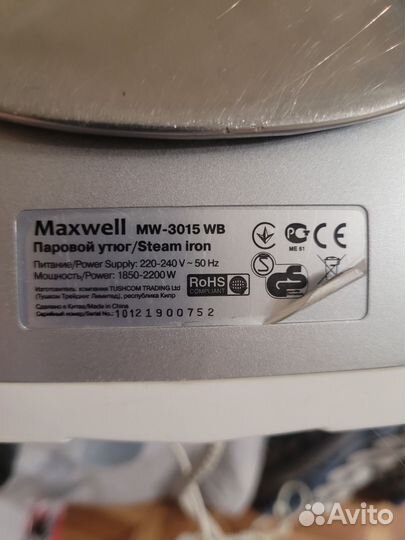 Maxwell MW-3015 WB
Паровой утюг/Steam iron
Питание/Power Supply: 220-240 V ~ 50 Hz
Мощность/Power: 1850-2200 W
Изготовитель: компания TUSHCOM TRADING Ltd
(Тушком Трейдинг Лимитед), республика Кипр
Сделано в Китае/Made in China
Серийный номер/Serial No.: 10121900752
RoHS
COMPLIANT
CE
ME 61
GS
Avito